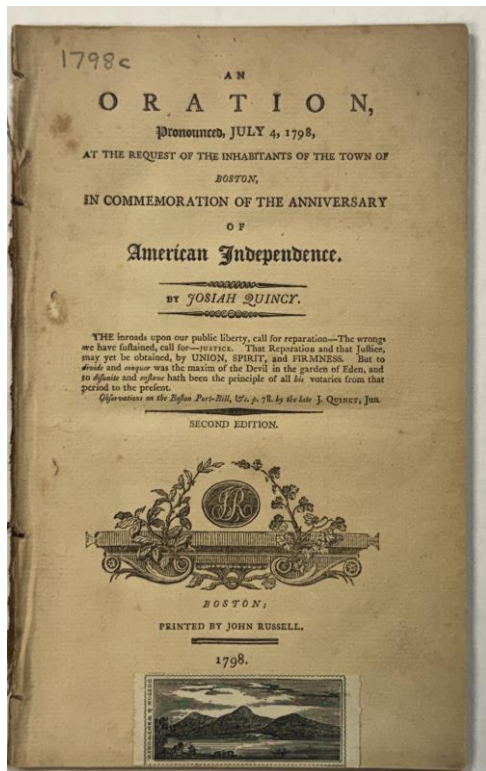 1798c
AN
ORATION,
Pronounced, JULY 4, 1798,
AT THE REQUEST OF THE INHABITANTS OF THE TOWN OF
BOSTON,
IN COMMEMORATION OF THE ANNIVERSARY
OF
American Independence.
BY JOSIAH QUINCY.
THE inroads upon our public liberty, call for reparation—The wrongs
we have ſuſtained, call for—JUSTICE. That Reparation and that Juſtice,
may yet be obtained, by UNION, SPIRIT, and FIRMNESS. But to
divide and conquer was the maxim of the Devil in the garden of Eden, and
to diſunite and enſlave hath been the principle of all his votaries from that
period to the preſent.
Obſervations on the Boſton Port-Bill, &c. p. 78. by the late J. QUINCY, Jun.
SECOND EDITION.
JR
BOSTON;
PRINTED BY JOHN RUSSELL.
1798.